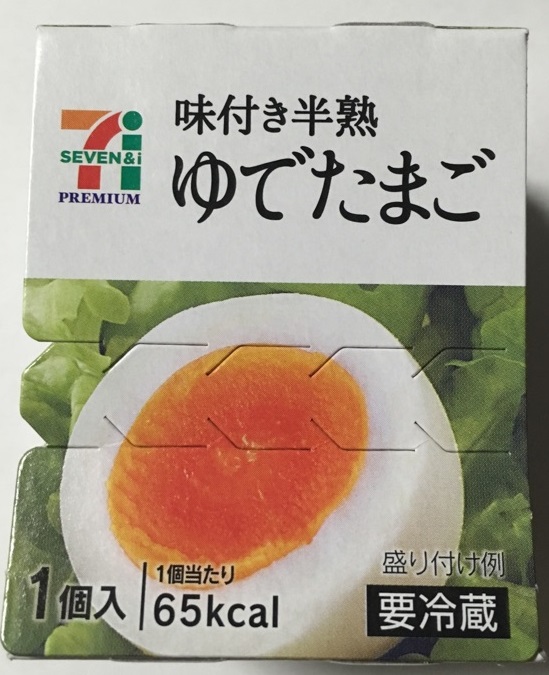 味付き半熟
ゆでたまご
SEVEN&i
PREMIUM
1個入
1個当たり
65kcal
盛り付け例
要冷蔵